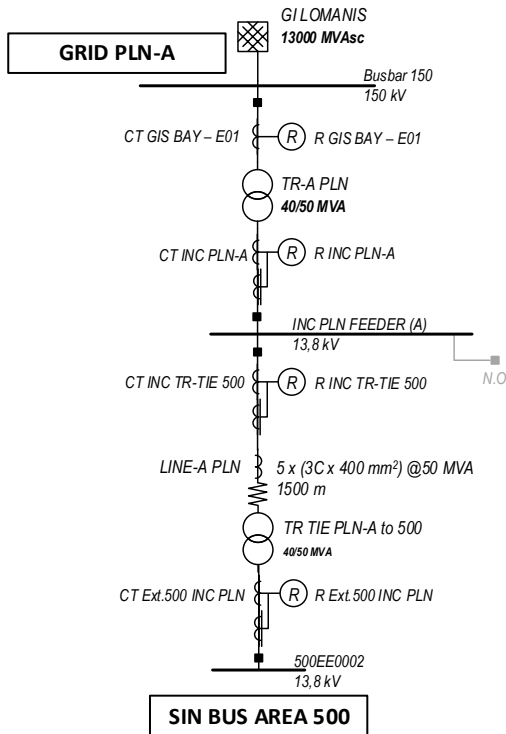 GI LOMANIS
13000 MVAsc
GRID PLN-A
Busbar 150
150 kV
CT GIS BAY – E01
R
R GIS BAY – E01
TR-A PLN
40/50 MVA
CT INC PLN-A
R
R INC PLN-A
INC PLN FEEDER (A)
13,8 kV
N.O
CT INC TR-TIE 500
R
R INC TR-TIE 500
LINE-A PLN
5 x (3C x 400 mm²) @50 MVA
1500 m
TR TIE PLN-A to 500
40/50 MVA
CT Ext.500 INC PLN
R
R Ext.500 INC PLN
500EE0002
13,8 kV
SIN BUS AREA 500